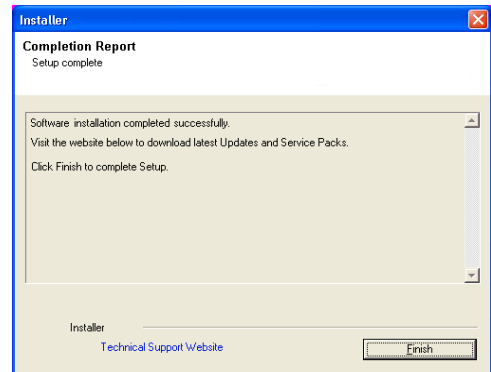 Installer
Completion Report
Setup complete
Software installation completed successfully.
Visit the website below to download latest Updates and Service Packs.
Click Finish to complete Setup.
Installer
Technical Support Website
Finish